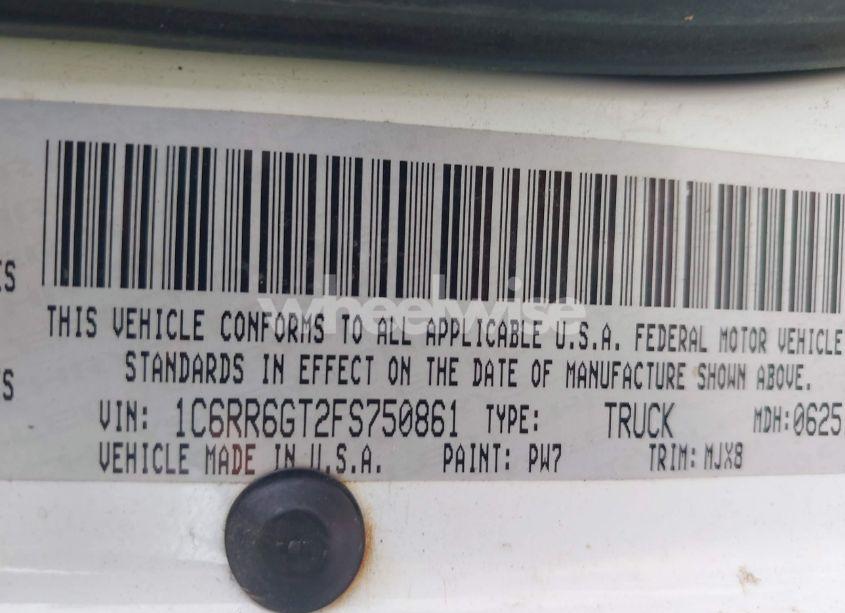 THIS VEHICLE CONFORMS TO ALL APPLICABLE U.S.A. FEDERAL MOTOR VEHICLE
STANDARDS IN EFFECT ON THE DATE OF MANUFACTURE SHOWN ABOVE.
VIN: 1C6RR6GT2FS750861 TYPE: TRUCK MDH:0625
VEHICLE MADE IN U.S.A. PAINT: PW7 TRIM: MJX8
wheelwise